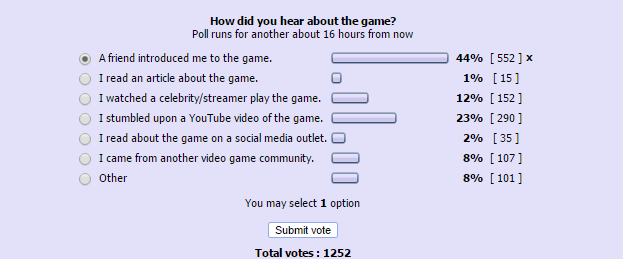 How did you hear about the game?
Poll runs for another about 16 hours from now
A friend introduced me to the game. 44% [ 552 ] x
I read an article about the game. 1% [ 15 ]
I watched a celebrity/streamer play the game. 12% [ 152 ]
I stumbled upon a YouTube video of the game. 23% [ 290 ]
I read about the game on a social media outlet. 2% [ 35 ]
I came from another video game community. 8% [ 107 ]
Other 8% [ 101 ]
You may select 1 option
Submit vote
Total votes : 1252